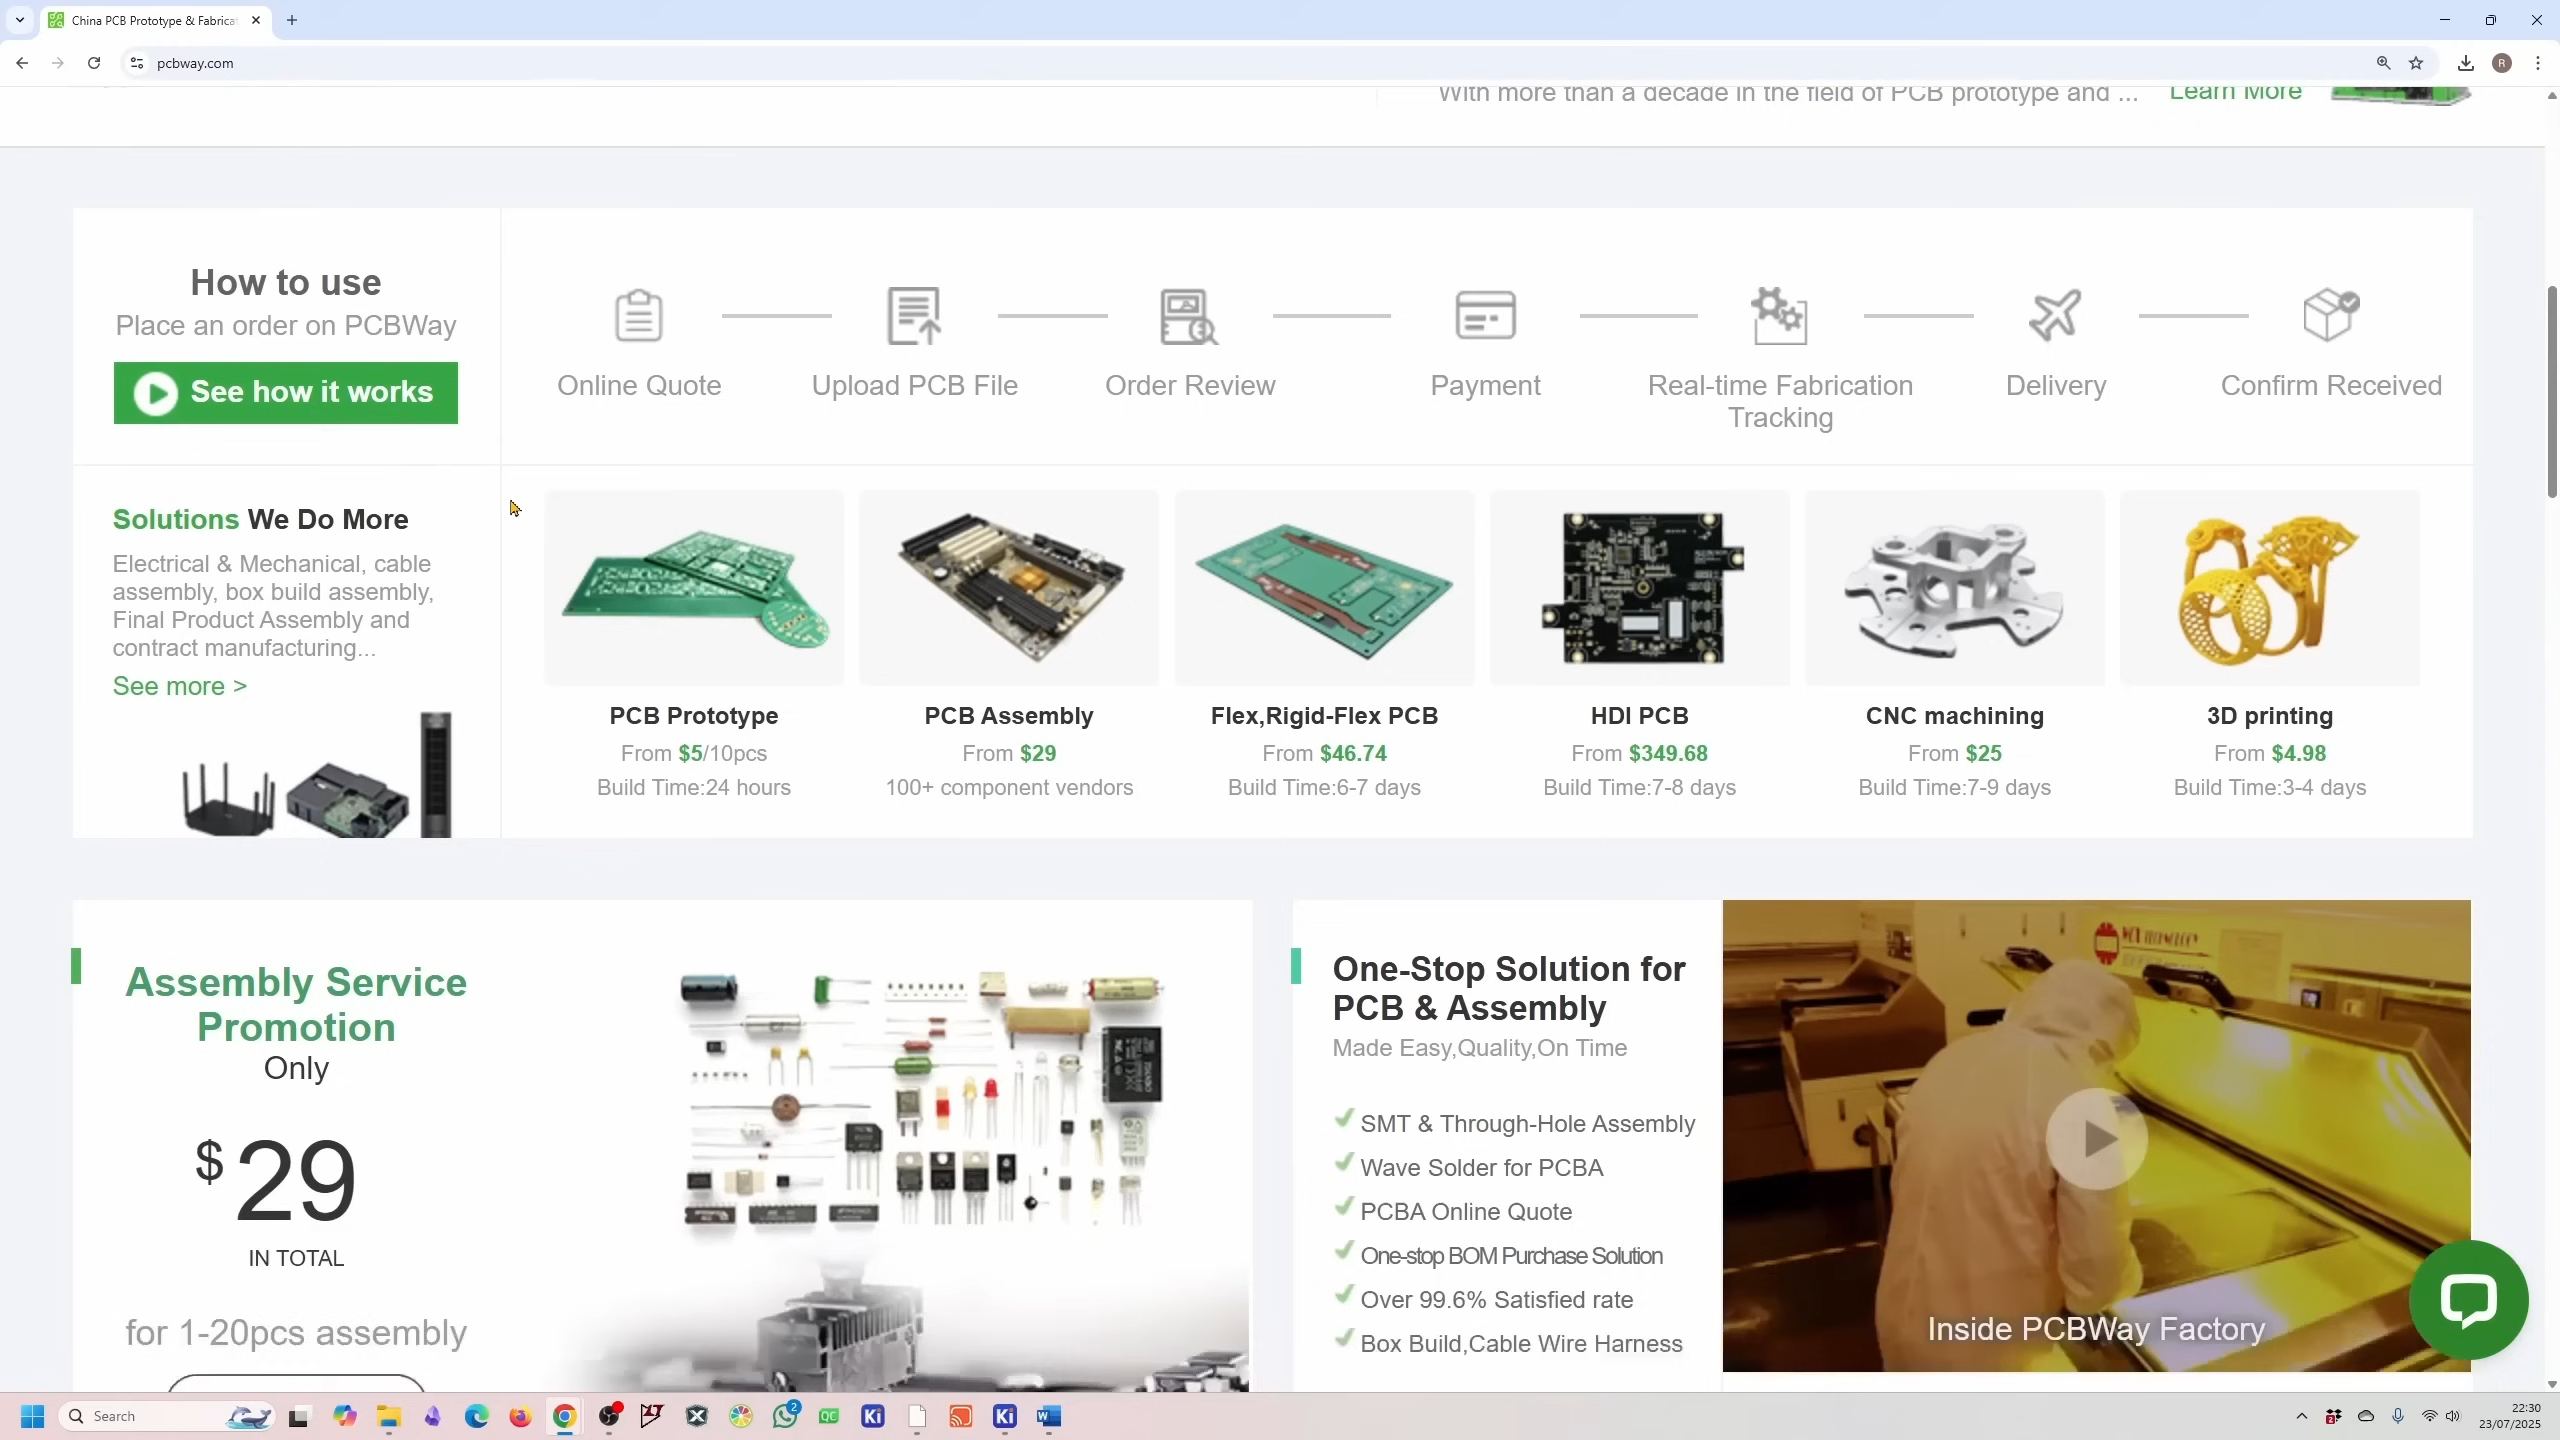 China PCB Prototype & Fabricat
pcbway.com
With more than a decade in the field of PCB prototype and ...
Learn More
How to use
Place an order on PCBWay
See how it works
Online Quote
Upload PCB File
Order Review
Payment
Real-time Fabrication
Tracking
Delivery
Confirm Received
Solutions We Do More
Electrical & Mechanical, cable
assembly, box build assembly,
Final Product Assembly and
contract manufacturing...
See more >
PCB Prototype
From $5/10pcs
Build Time:24 hours
PCB Assembly
From $29
100+ component vendors
Flex,Rigid-Flex PCB
From $46.74
Build Time:6-7 days
HDI PCB
From $349.68
Build Time:7-8 days
CNC machining
From $25
Build Time:7-9 days
3D printing
From $4.98
Build Time:3-4 days
Assembly Service
Promotion
Only
$29
IN TOTAL
for 1-20pcs assembly
One-Stop Solution for
PCB & Assembly
Made Easy,Quality,On Time
SMT & Through-Hole Assembly
Wave Solder for PCBA
PCBA Online Quote
One-stop BOM Purchase Solution
Over 99.6% Satisfied rate
Box Build,Cable Wire Harness
Inside PCBWay Factory
Search
22:30
23/07/2025